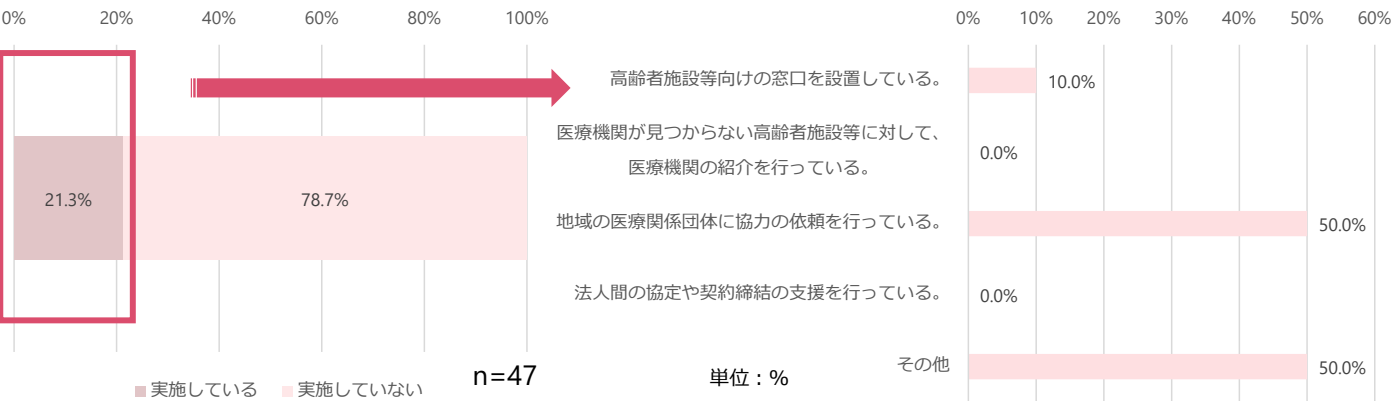 0% 20% 40% 60% 80% 100%
21.3% 78.7%
実施している 実施していない
n=47
単位：%
0% 10% 20% 30% 40% 50% 60%
高齢者施設等向けの窓口を設置している。 10.0%
医療機関が見つからない高齢者施設等に対して、
医療機関の紹介を行っている。 0.0%
地域の医療関係団体に協力の依頼を行っている。 50.0%
法人間の協定や契約締結の支援を行っている。 0.0%
その他 50.0%